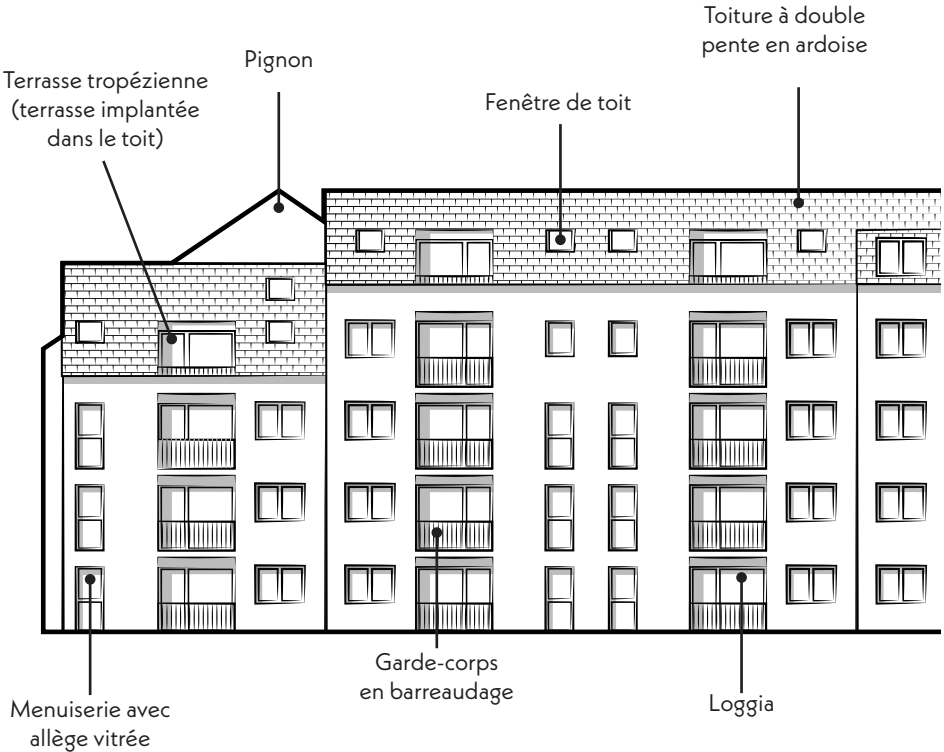 Toiture à double
pente en ardoise
Pignon
Terrasse tropézienne
(terrasse implantée
dans le toit)
Fenêtre de toit
Garde-corps
en barreaudage
Loggia
Menuiserie avec
allège vitrée